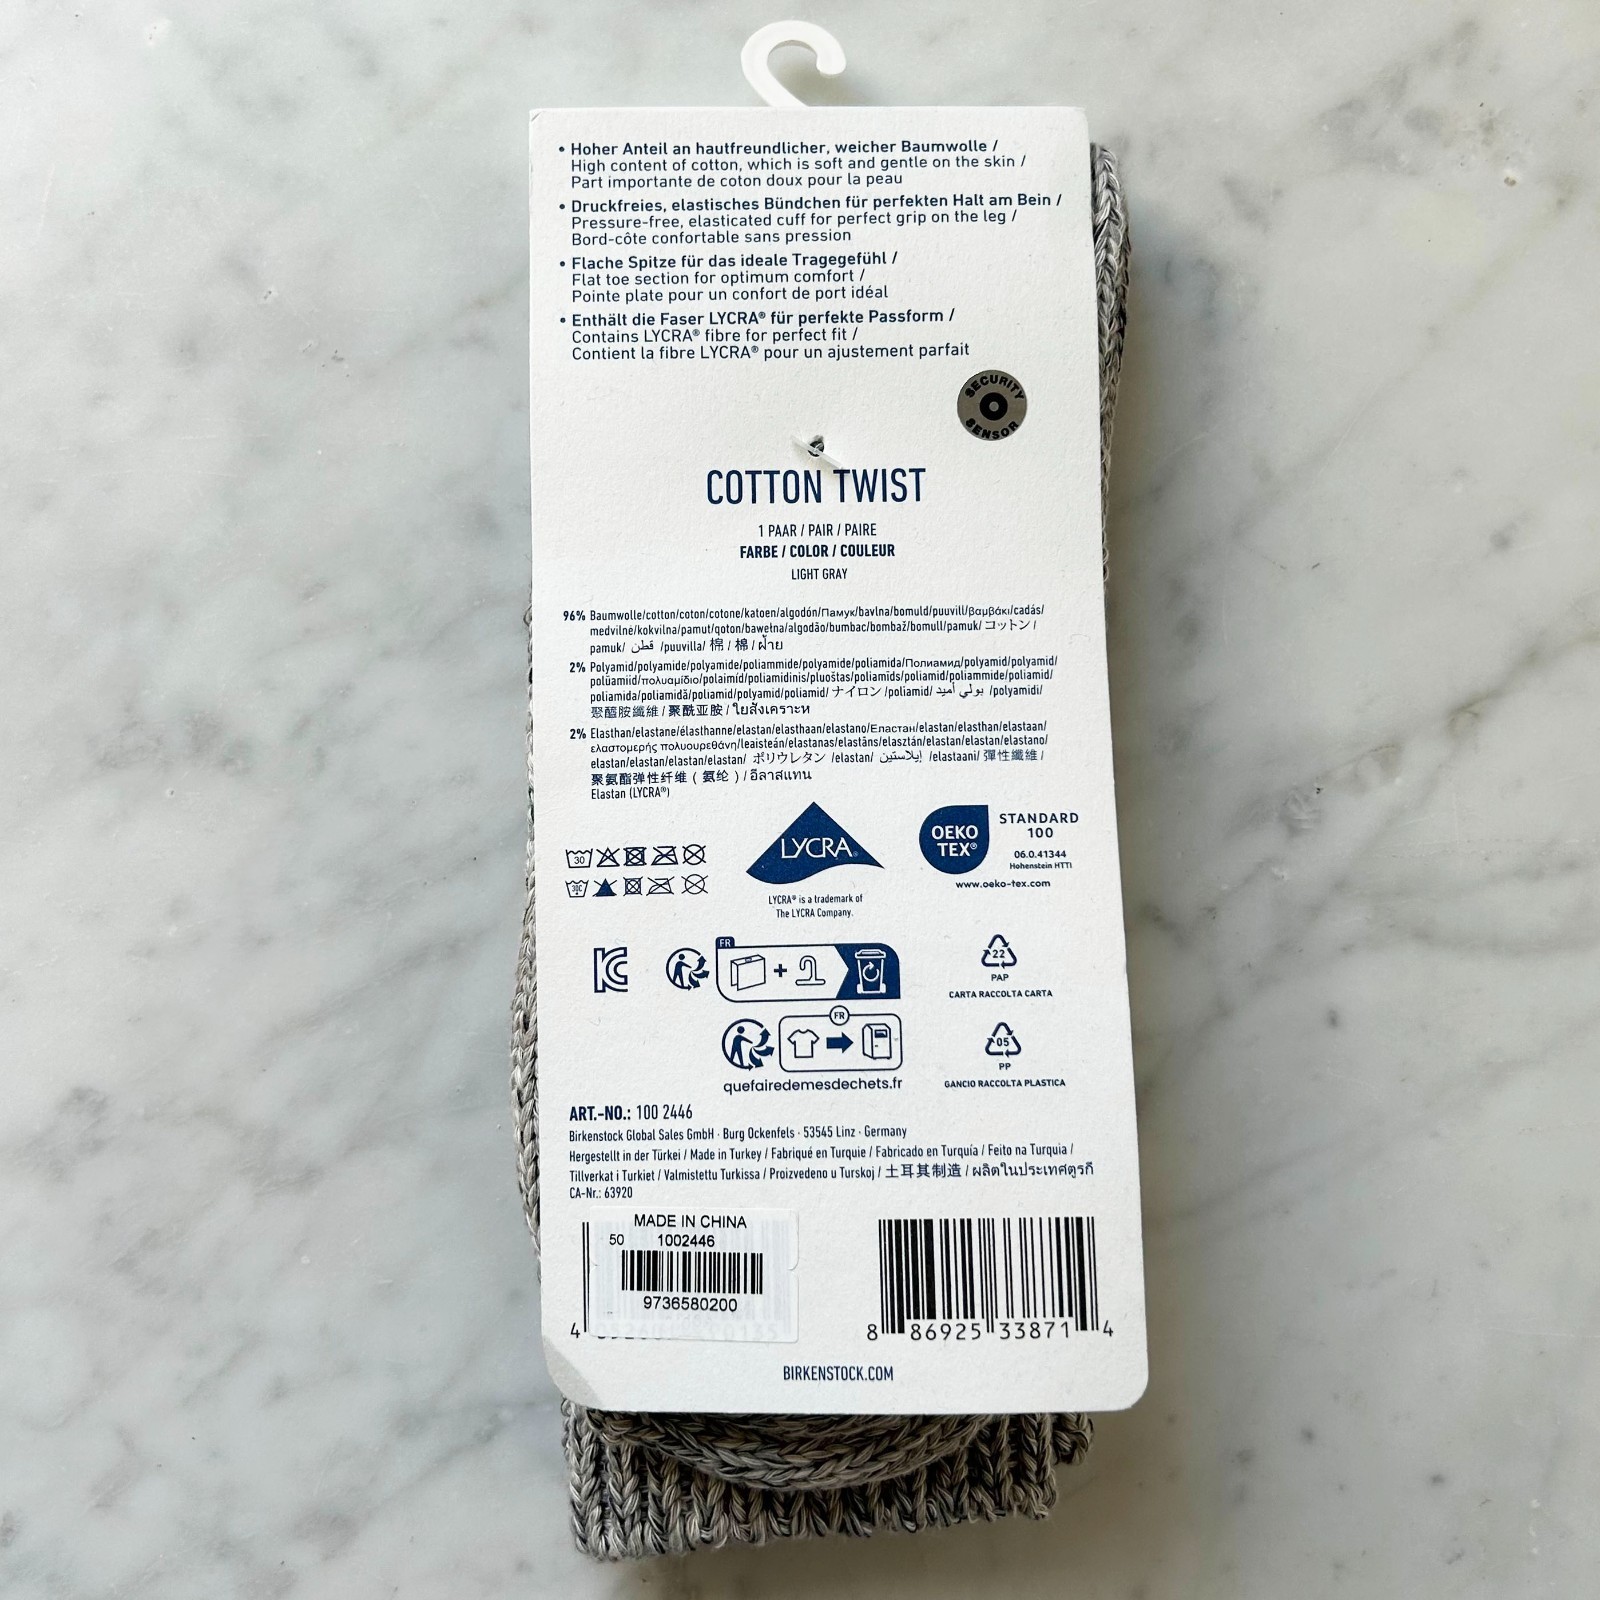 • Hoher Anteil an hautfreundlicher, weicher Baumwolle /
High content of cotton, which is soft and gentle on the skin /
Part importante de coton doux pour la peau
• Druckfreies, elastisches Bündchen für perfekten Halt am Bein /
Pressure-free, elasticated cuff for perfect grip on the leg /
Bord-côte confortable sans pression
• Flache Spitze für das ideale Tragegefühl /
Flat toe section for optimum comfort /
Pointe plate pour un confort de port idéal
• Enthält die Faser LYCRA® für perfekte Passform /
Contains LYCRA® fibre for perfect fit /
Contient la fibre LYCRA® pour un ajustement parfait
SECURITY
SENSOR
COTTON TWIST
1 PAAR / PAIR / PAIRE
FARBE / COLOR / COULEUR
LIGHT GRAY
96% Baumwolle/cotton/coton/cotone/katoen/algodón/Памук/bavlna/bomuld/puuvill/βαμβάκι/cadás/
medvilnė/kokvilna/pamut/qoton/bawełna/algodão/bumbac/bombaž/bomull/pamuk/ コットン /
pamuk/ قطن /puuvilla/ 棉 / 棉 / ฝ้าย
2% Polyamid/polyamide/polyamide/poliammide/polyamide/poliamida/Полиамид/polyamid/polyamid/
polüamiid/πολυαμίδιο/polaimíd/poliamidinis/pluoštas/poliamids/poliamid/poliammide/poliamid/
poliamida/poliamidă/poliamid/polyamid/poliamid/ ナイロン /poliamid/ بولي أميد /polyamidi/
聚醯胺纖維 / 聚酰亚胺 / ใยสังเคราะห
2% Elasthan/elastane/élasthanne/elastan/elasthaan/elastano/Еластан/elastan/elasthan/elastaan/
ελαστομερής πολυουρεθάνη/leaisteán/elastanas/elastāns/elasztán/elastan/elastan/elastano/
elastan/elastan/elastan/elastan/ ポリウレタン /elastan/ إيلاستين /elastaani/ 彈性纖維 /
聚氨酯弹性纤维 ( 氨纶 ) / อีลาสแทน
Elastan (LYCRA®)
30
30C
LYCRA®
LYCRA® is a trademark of
The LYCRA Company.
OEKO
TEX®
STANDARD
100
06.0.41344
Hohenstein HTTI
www.oeko-tex.com
FR
22
PAP
CARTA RACCOLTA CARTA
FR
quefairedemesdechets.fr
05
PP
GANCIO RACCOLTA PLASTICA
ART.-NO.: 100 2446
Birkenstock Global Sales GmbH · Burg Ockenfels · 53545 Linz · Germany
Hergestellt in der Türkei / Made in Turkey / Fabriqué en Turquie / Fabricado en Turquía / Feito na Turquia /
Tillverkat i Turkiet / Valmistettu Turkissa / Proizvedeno u Turskoj / 土耳其制造 / ผลิตในประเทศตุรกี
CA-Nr.: 63920
MADE IN CHINA
50 1002446
9736580200
4
8 86925 33871 4
BIRKENSTOCK.COM